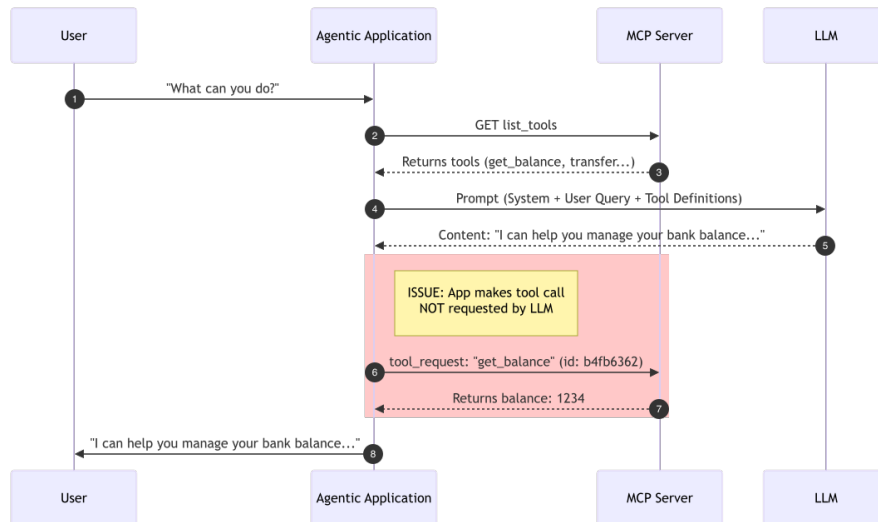 User
Agentic Application
MCP Server
LLM
"What can you do?"
1
GET list_tools
2
Returns tools (get_balance, transfer...)
3
Prompt (System + User Query + Tool Definitions)
4
Content: "I can help you manage your bank balance..."
5
ISSUE: App makes tool call
NOT requested by LLM
tool_request: "get_balance" (id: b4fb6362)
6
Returns balance: 1234
7
"I can help you manage your bank balance..."
8
User
Agentic Application
MCP Server
LLM